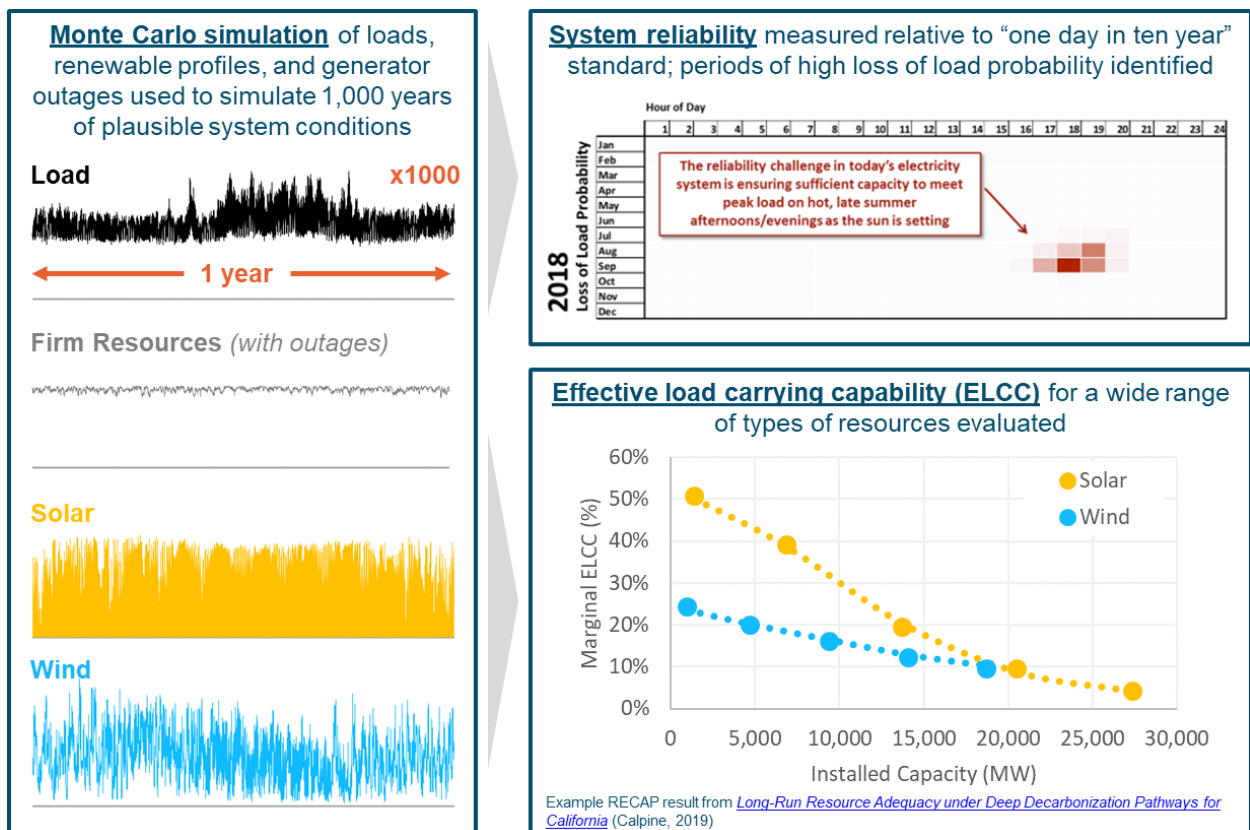 Monte Carlo simulation of loads,
renewable profiles, and generator
outages used to simulate 1,000 years
of plausible system conditions
Load
x1000
1 year
Firm Resources (with outages)
Solar
Wind
System reliability measured relative to “one day in ten year”
standard; periods of high loss of load probability identified
Hour of Day
1 2 3 4 5 6 7 8 9 10 11 12 13 14 15 16 17 18 19 20 21 22 23 24
2018
Loss of Load Probability
Jan
Feb
Mar
Apr
May
Jun
Jul
Aug
Sep
Oct
Nov
Dec
The reliability challenge in today's electricity
system is ensuring sufficient capacity to meet
peak load on hot, late summer
afternoons/evenings as the sun is setting
Effective load carrying capability (ELCC) for a wide range
of types of resources evaluated
Marginal ELCC (%)
60%
50%
40%
30%
20%
10%
0%
Solar
Wind
0 5,000 10,000 15,000 20,000 25,000 30,000
Installed Capacity (MW)
Example RECAP result from Long-Run Resource Adequacy under Deep Decarbonization Pathways for
California (Calpine, 2019)